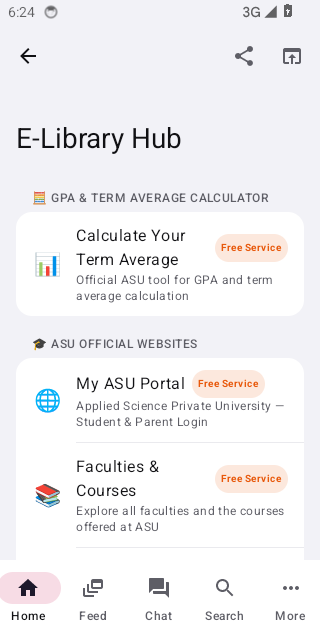 6:24
3G
E-Library Hub
🧮 GPA & TERM AVERAGE CALCULATOR
Calculate Your
Term Average
Free Service
Official ASU tool for GPA and term
average calculation
🎓 ASU OFFICIAL WEBSITES
My ASU Portal Free Service
Applied Science Private University —
Student & Parent Login
Faculties &
Courses
Free Service
Explore all faculties and the courses
offered at ASU
Home Feed Chat Search More